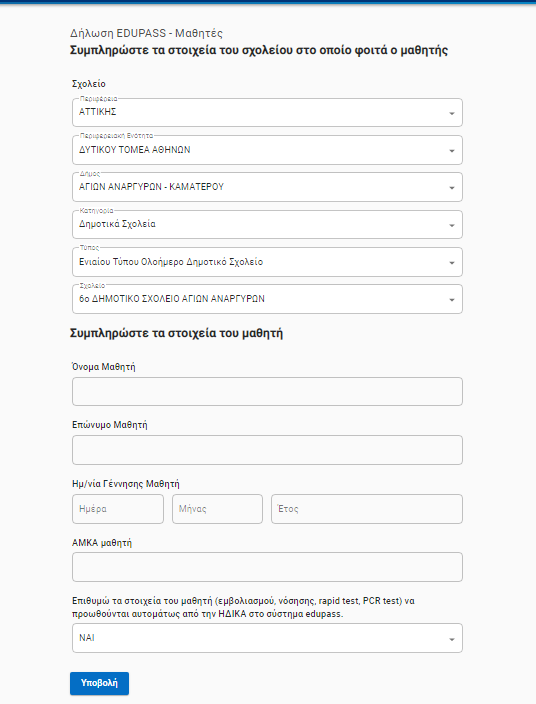 Δήλωση EDUPASS - Μαθητές
Συμπληρώστε τα στοιχεία του σχολείου στο οποίο φοιτά ο μαθητής
Σχολείο
Περιφέρεια
ΑΤΤΙΚΗΣ
Περιφερειακή Ενότητα
ΔΥΤΙΚΟΥ ΤΟΜΕΑ ΑΘΗΝΩΝ
Δήμος
ΑΓΙΩΝ ΑΝΑΡΓΥΡΩΝ - ΚΑΜΑΤΕΡΟΥ
Κατηγορία
Δημοτικά Σχολεία
Τύπος
Ενιαίου Τύπου Ολοήμερο Δημοτικό Σχολείο
Σχολείο
6ο ΔΗΜΟΤΙΚΟ ΣΧΟΛΕΙΟ ΑΓΙΩΝ ΑΝΑΡΓΥΡΩΝ
Συμπληρώστε τα στοιχεία του μαθητή
Όνομα Μαθητή
Επώνυμο Μαθητή
Ημ/νία Γέννησης Μαθητή
Ημέρα Μήνας Έτος
ΑΜΚΑ μαθητή
Επιθυμώ τα στοιχεία του μαθητή (εμβολιασμού, νόσησης, rapid test, PCR test) να
προωθούνται αυτομάτως από την ΗΔΙΚΑ στο σύστημα edupass.
ΝΑΙ
Υποβολή